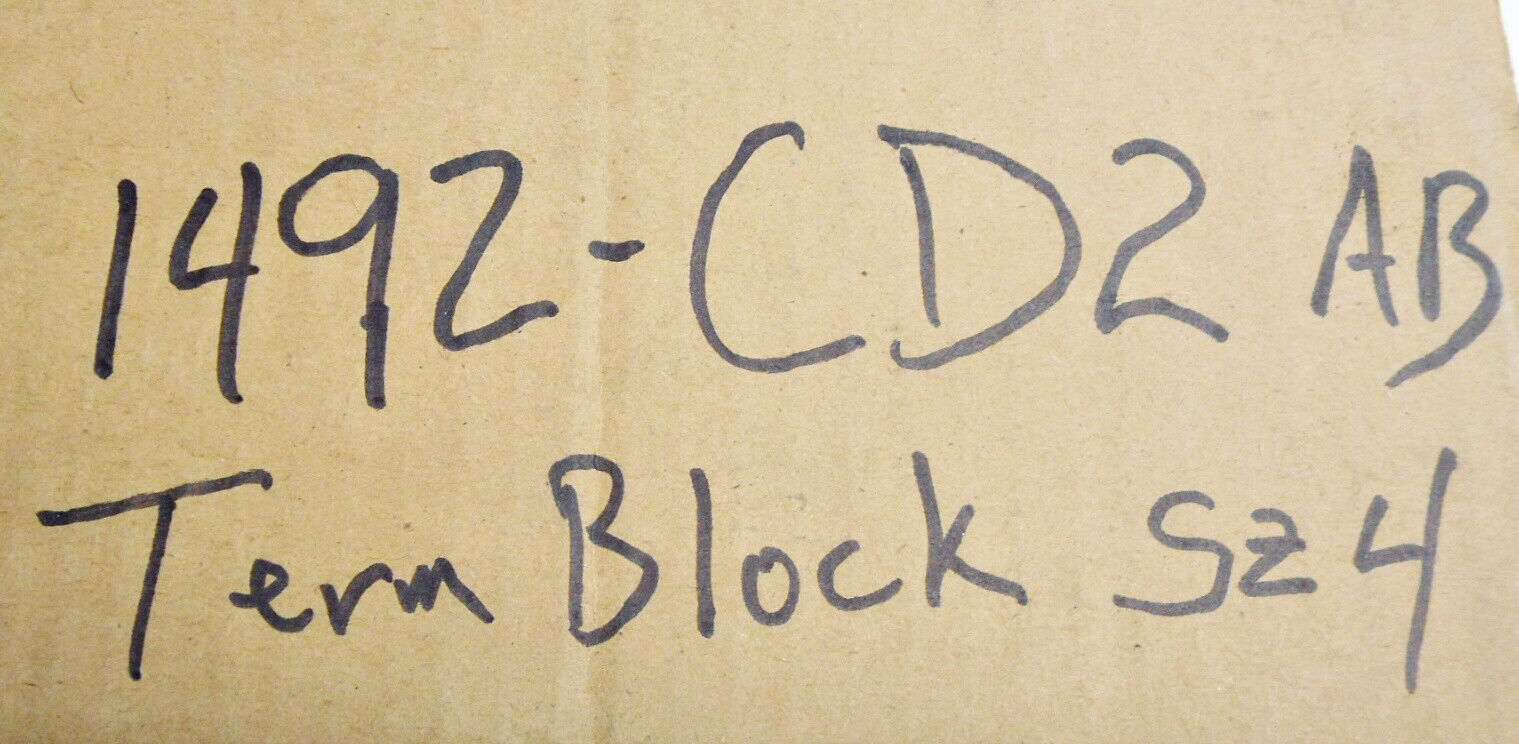 1492-CD2 AB
Term Block Sz 4